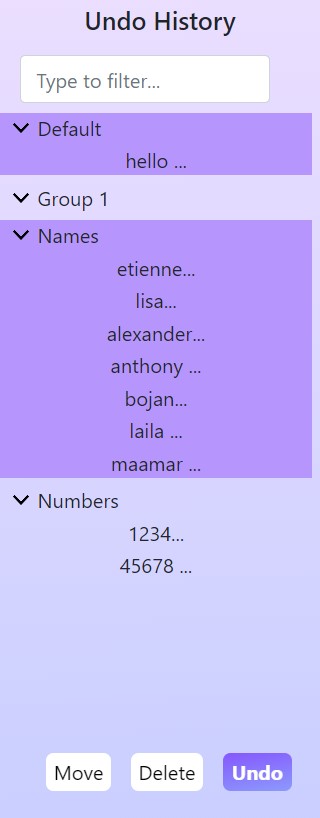 Undo History
Type to filter...
Default
hello ...
Group 1
Names
etienne...
lisa...
alexander...
anthony ...
bojan...
laila ...
maamar ...
Numbers
1234...
45678 ...
Move Delete Undo